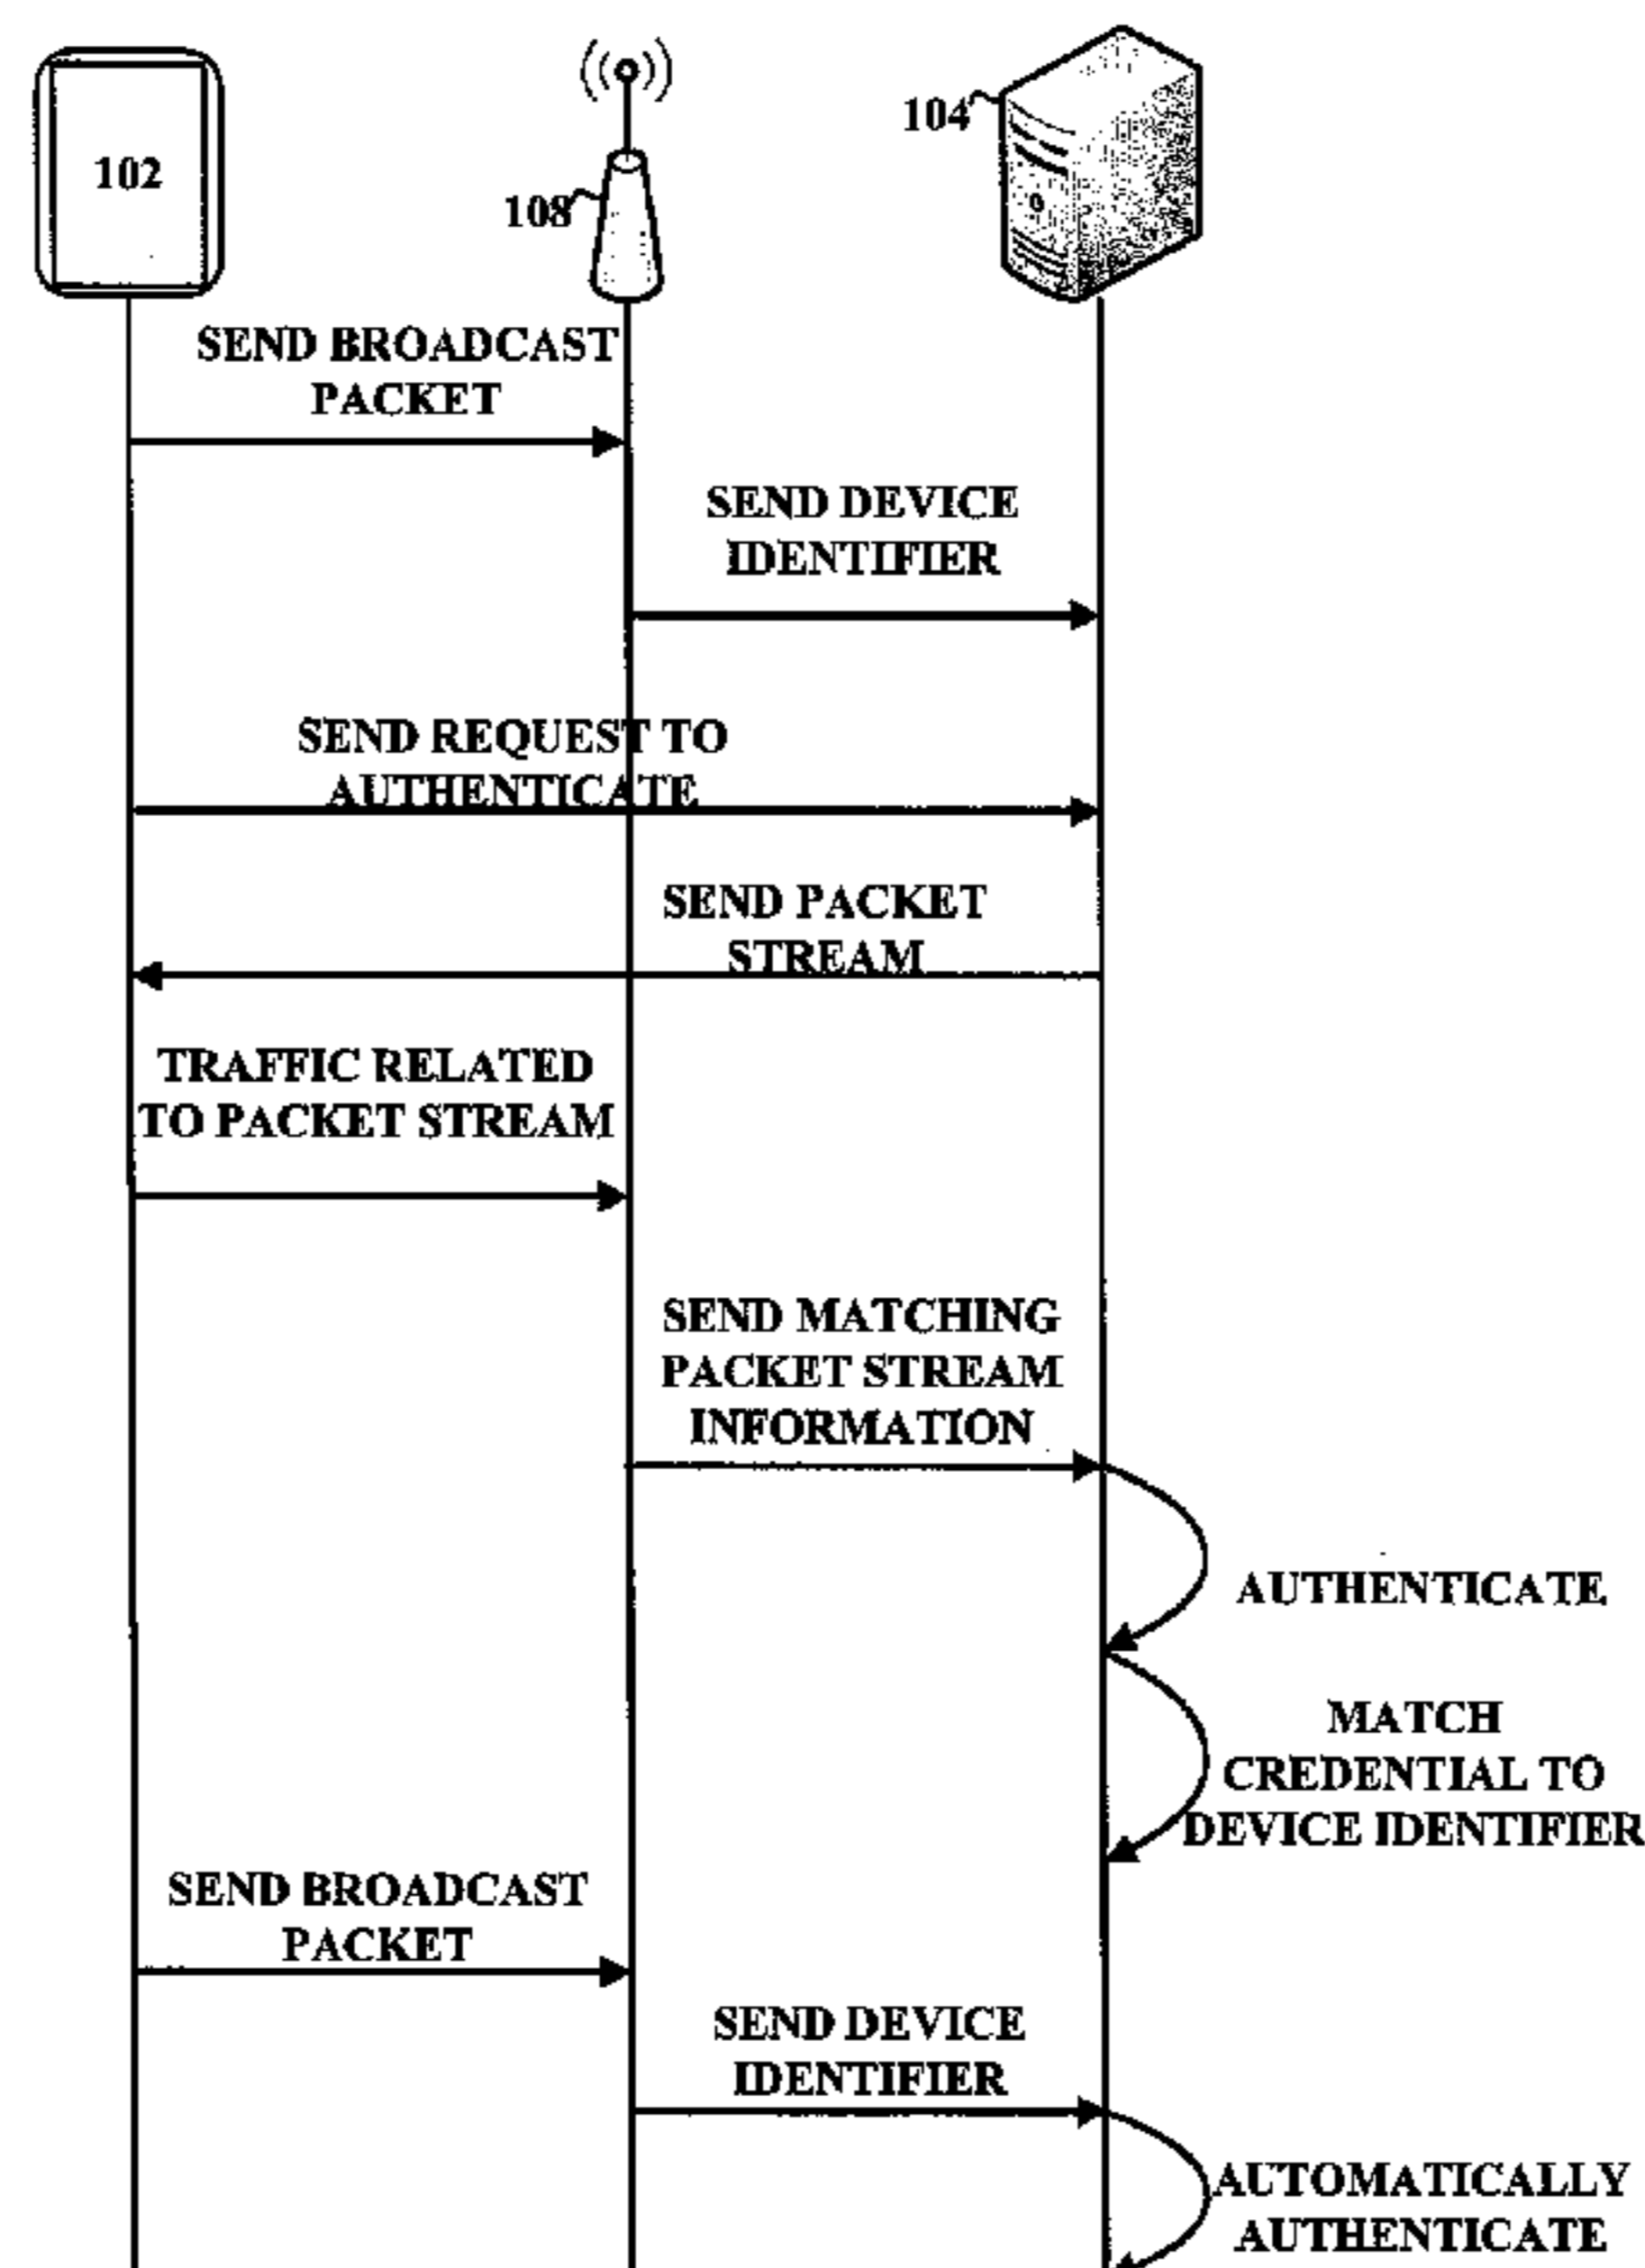 102
108
104
SEND BROADCAST
PACKET
SEND DEVICE
IDENTIFIER
SEND REQUEST TO
AUTHENTICATE
SEND PACKET
STREAM
TRAFFIC RELATED
TO PACKET STREAM
SEND MATCHING
PACKET STREAM
INFORMATION
AUTHENTICATE
MATCH
CREDENTIAL TO
DEVICE IDENTIFIER
SEND BROADCAST
PACKET
SEND DEVICE
IDENTIFIER
AUTOMATICALLY
AUTHENTICATE